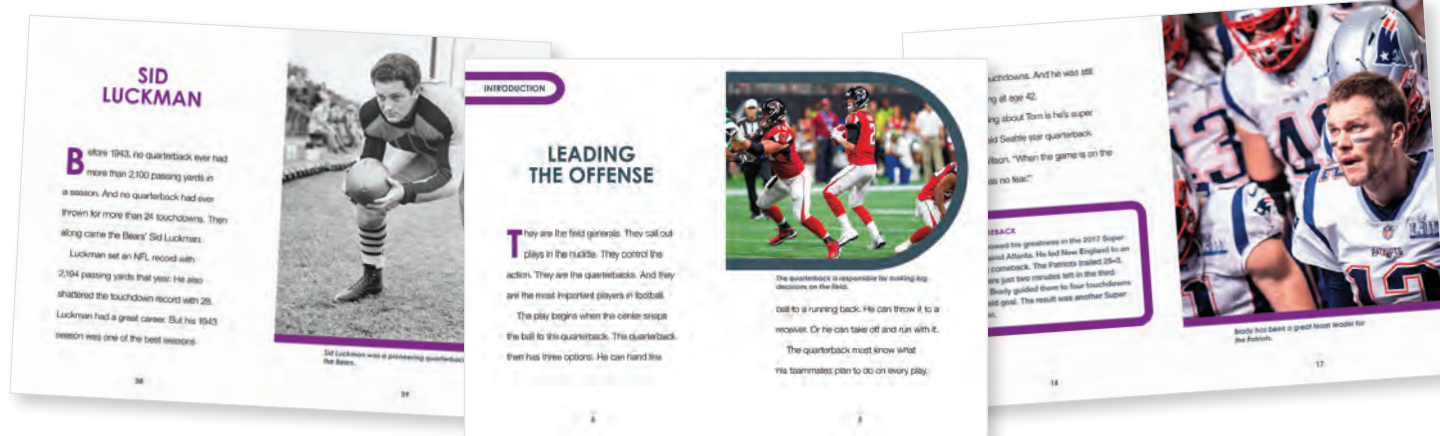 SID
LUCKMAN
Before 1943, no quarterback ever had
more than 2,100 passing yards in
a season. And no quarterback had ever
thrown for more than 24 touchdowns. Then
along came the Bears' Sid Luckman.
Luckman set an NFL record with
2,194 passing yards that year. He also
shattered the touchdown record with 28.
Luckman had a great career. But his 1943
season was one of the best seasons
38
Sid Luckman was a pioneering quarterback
the Bears.
39
INTRODUCTION
LEADING
THE OFFENSE
They are the field generals. They call out
plays in the huddle. They control the
action. They are the quarterbacks. And they
are the most important players in football.
The play begins when the center snaps
the ball to the quarterback. The quarterback
then has three options. He can hand the
The quarterback is responsible for making big
decisions on the field.
ball to a running back. He can throw it to a
receiver. Or he can take off and run with it.
The quarterback must know what
his teammates plan to do on every play.
touchdowns. And he was still
at age 42.
about Tom is he's super
Seattle star quarterback
"When the game is on the
no fear."
owed his greatness in the 2017 Super
Atlanta. He led New England to an
comeback. The Patriots trailed 28–3.
just two minutes left in the third
Brady guided them to four touchdowns
goal. The result was another Super
14
PATRIOTS
12
Brady has been a great team leader for
the Patriots.
17